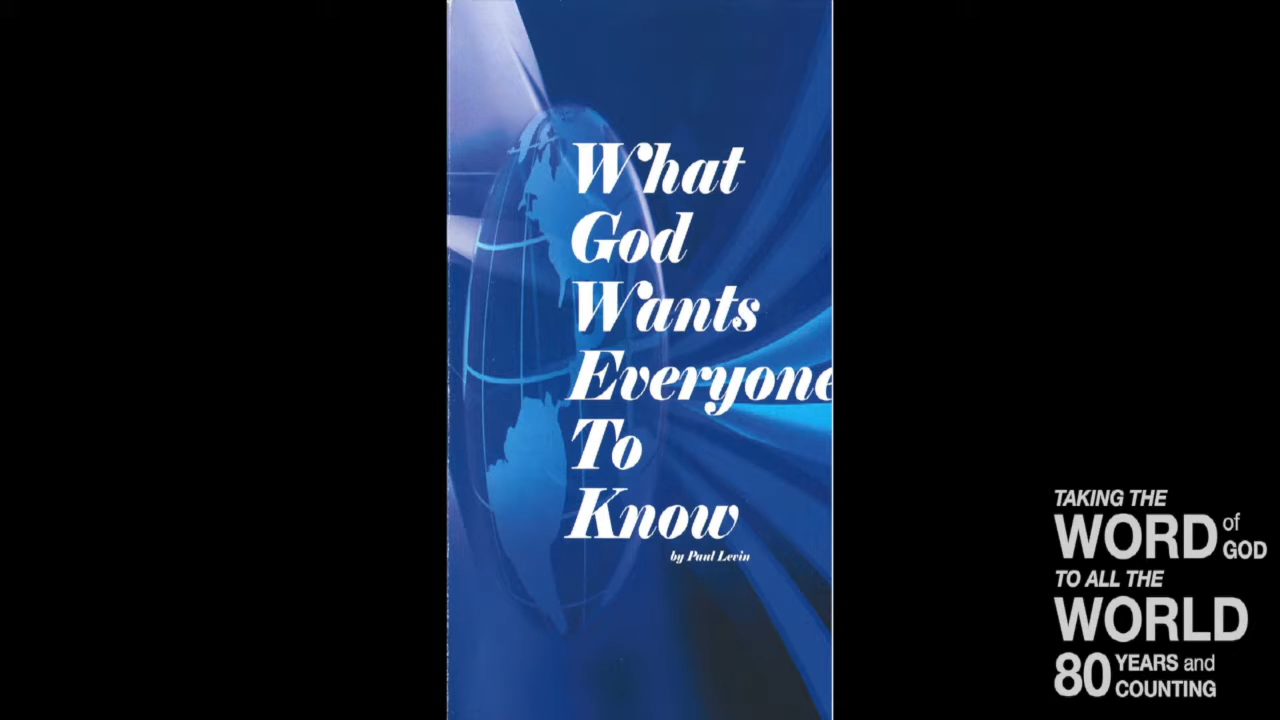 What
God
Wants
Everyone
To
Know
by Paul Levin
TAKING THE
WORD of GOD
TO ALL THE
WORLD
80 YEARS and
COUNTING